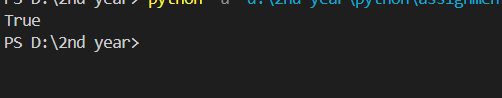 PS D:\2nd year> python -u "d:\2nd year\python\assignmen
True
PS D:\2nd year>